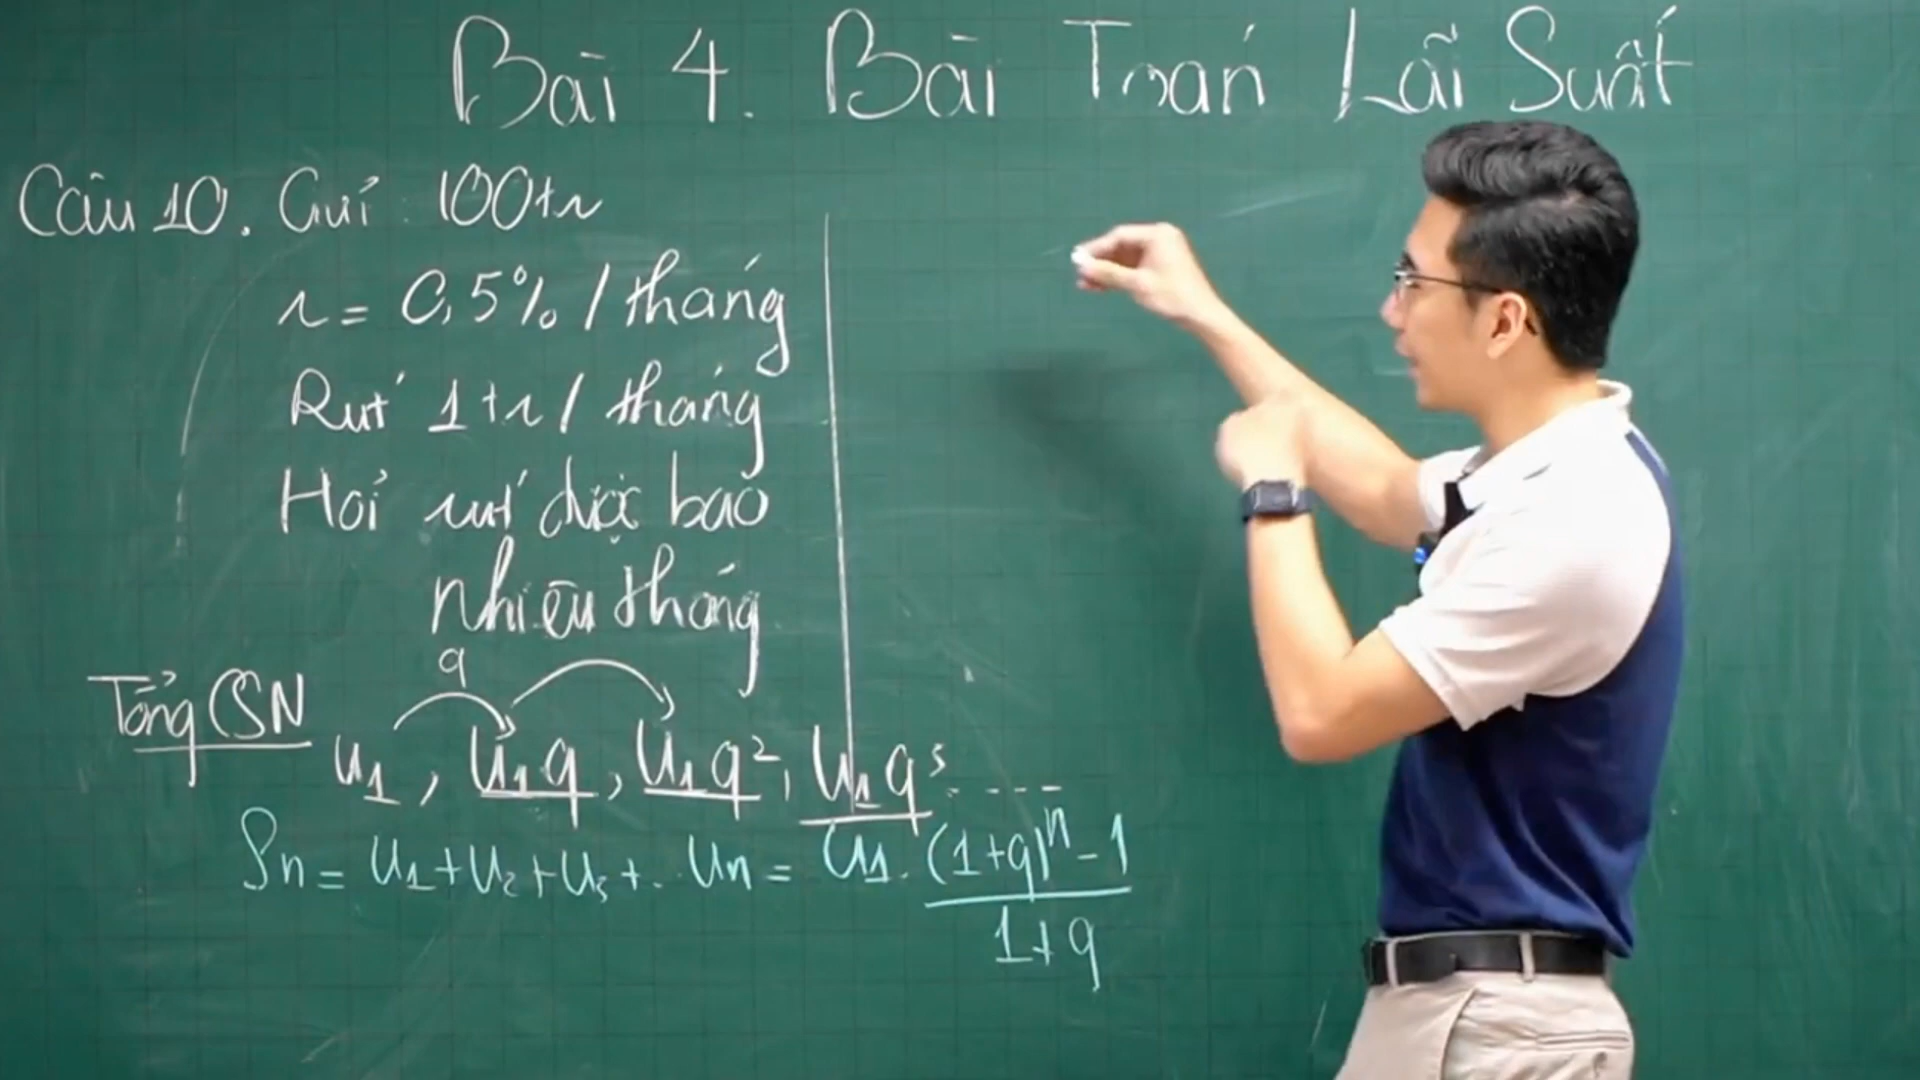 Bài 4. Bài Toán Lãi Suất
Câu 10. Gửi: 100tr
r = 0,5% / tháng
Rút 1tr / tháng
Hỏi rút được bao
nhiêu tháng
q
Tổng CSN
u₁, u₁q, u₁q², u₁q³ ....
Sn = u₁ + u₂ + u₃ + .. un = u₁. ((1+q)ⁿ - 1) / (1+q)